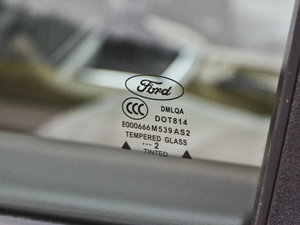 Ford
CCC DMLQA
DOT814
E000666 M539 AS2
TEMPERED GLASS
••• 2
TINTED